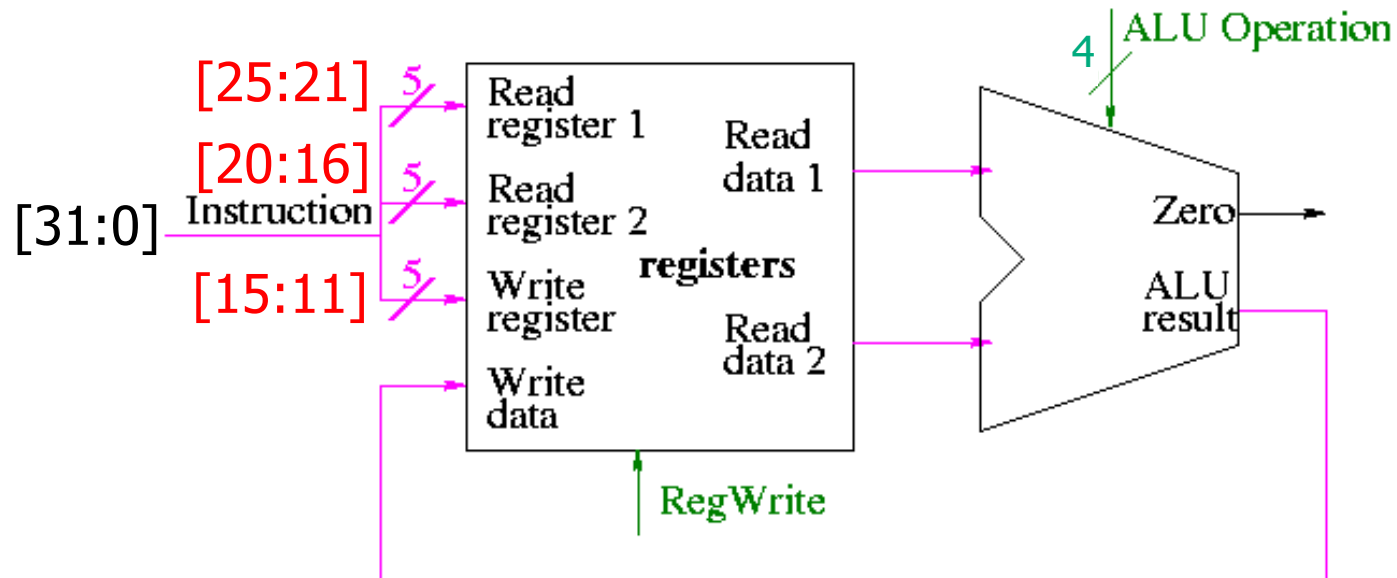 ALU Operation
4
[25:21]
5
Read
register 1
Read
data 1
[20:16]
5
Read
register 2
Zero
[31:0]
Instruction
registers
[15:11]
5
Write
register
ALU
result
Read
data 2
Write
data
RegWrite